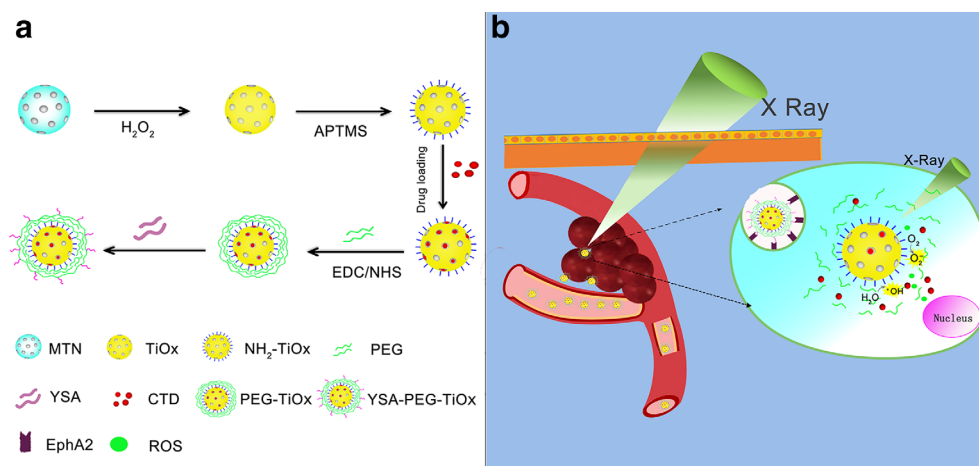 a
H₂O₂
APTMS
Drug loading
EDC/NHS
MTN
TiOx
NH₂-TiOx
PEG
YSA
CTD
PEG-TiOx
YSA-PEG-TiOx
EphA2
ROS
b
X Ray
X-Ray
O₂
O₂⁻
H₂O
·OH
Nucleus